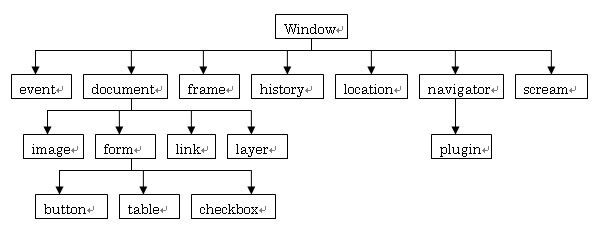 Window
event document frame history location navigator scream
image form link layer plugin
button table checkbox